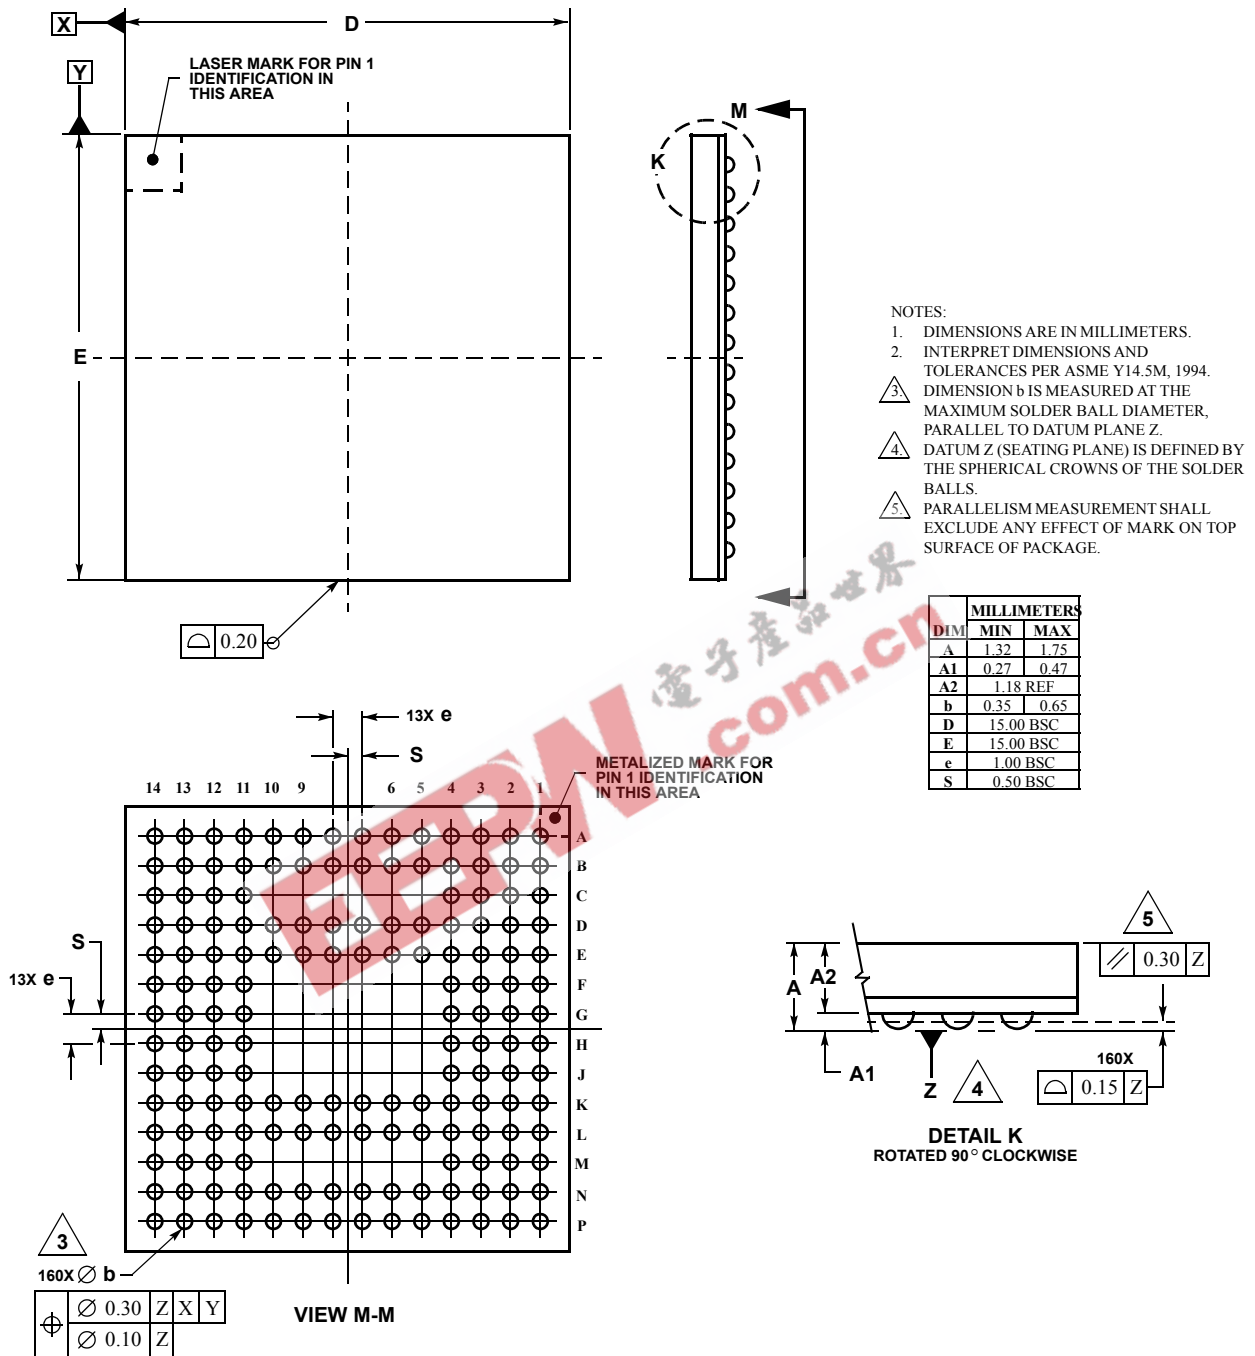 X
D
LASER MARK FOR PIN 1
IDENTIFICATION IN
THIS AREA
Y
E
0.20
M
K
NOTES:
1. DIMENSIONS ARE IN MILLIMETERS.
2. INTERPRET DIMENSIONS AND
TOLERANCES PER ASME Y14.5M, 1994.
3. DIMENSION b IS MEASURED AT THE
MAXIMUM SOLDER BALL DIAMETER,
PARALLEL TO DATUM PLANE Z.
4. DATUM Z (SEATING PLANE) IS DEFINED BY
THE SPHERICAL CROWNS OF THE SOLDER
BALLS.
5. PARALLELISM MEASUREMENT SHALL
EXCLUDE ANY EFFECT OF MARK ON TOP
SURFACE OF PACKAGE.
MILLIMETERS
DIM MIN MAX
A 1.32 1.75
A1 0.27 0.47
A2 1.18 REF
b 0.35 0.65
D 15.00 BSC
E 15.00 BSC
e 1.00 BSC
S 0.50 BSC
EEPW.com.cn
電子產品世界
13X e
S
METALIZED MARK FOR
PIN 1 IDENTIFICATION
IN THIS AREA
14 13 12 11 10 9 6 5 4 3 2 1
A
B
C
D
E
F
G
H
J
K
L
M
N
P
S
13X e
3
160X ∅ b
⌖ ∅ 0.30 Z X Y
∅ 0.10 Z
VIEW M-M
A
A2
A1
Z
4
5
// 0.30 Z
160X
0.15 Z
DETAIL K
ROTATED 90° CLOCKWISE